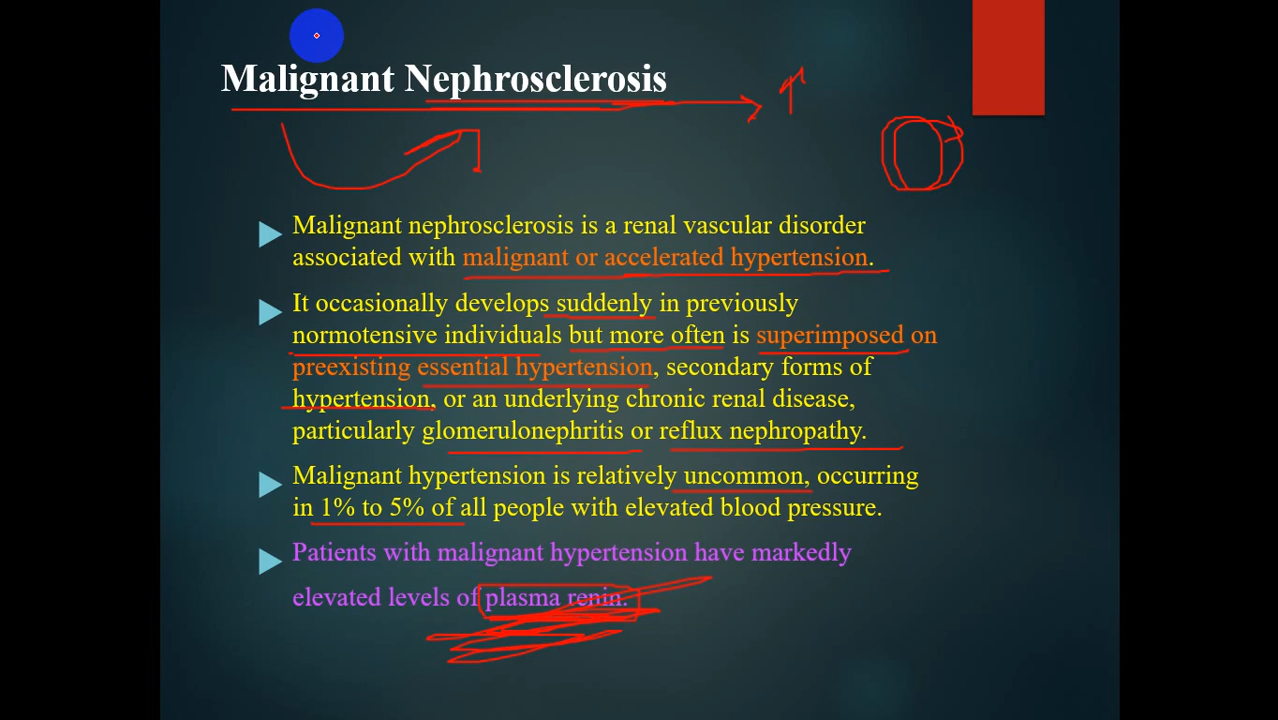 Malignant Nephrosclerosis
Malignant nephrosclerosis is a renal vascular disorder
associated with malignant or accelerated hypertension.
It occasionally develops suddenly in previously
normotensive individuals but more often is superimposed on
preexisting essential hypertension, secondary forms of
hypertension, or an underlying chronic renal disease,
particularly glomerulonephritis or reflux nephropathy.
Malignant hypertension is relatively uncommon, occurring
in 1% to 5% of all people with elevated blood pressure.
Patients with malignant hypertension have markedly
elevated levels of plasma renin.